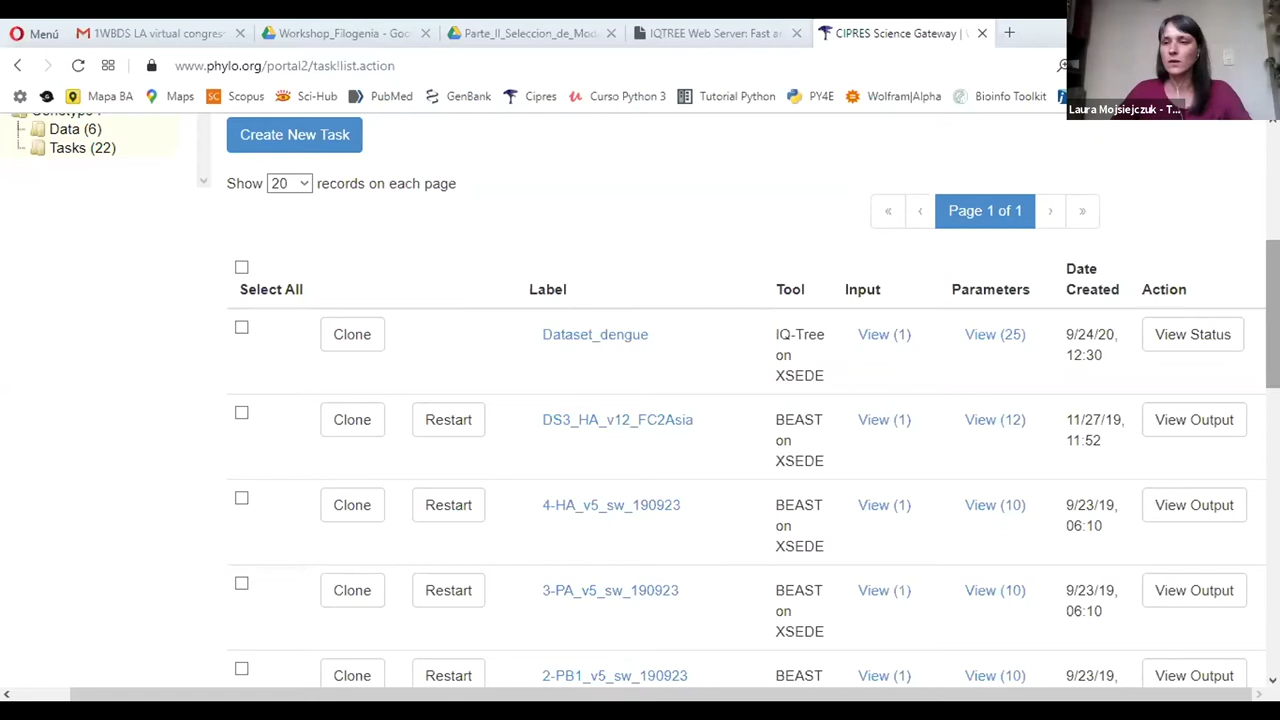 Menú
1WBDS LA virtual congres
Workshop_Filogenia - Goo
Parte_II_Seleccion_de_Mod
IQTREE Web Server: Fast a
CIPRES Science Gateway |
www.phylo.org/portal2/task!list.action
Mapa BA Maps Scopus Sci-Hub PubMed GenBank Cipres Curso Python 3 Tutorial Python PY4E Wolfram|Alpha Bioinfo Toolkit
Laura Mojsiejczuk - T...
Data (6)
Tasks (22)
Create New Task
Show 20 records on each page
« ‹ Page 1 of 1 › »
Select All Label Tool Input Parameters Date Created Action
Clone Dataset_dengue IQ-Tree on XSEDE View (1) View (25) 9/24/20, 12:30 View Status
Clone Restart DS3_HA_v12_FC2Asia BEAST on XSEDE View (1) View (12) 11/27/19, 11:52 View Output
Clone Restart 4-HA_v5_sw_190923 BEAST on XSEDE View (1) View (10) 9/23/19, 06:10 View Output
Clone Restart 3-PA_v5_sw_190923 BEAST on XSEDE View (1) View (10) 9/23/19, 06:10 View Output
Clone Restart 2-PB1_v5_sw_190923 BEAST View (1) View (10) 9/23/19, View Output